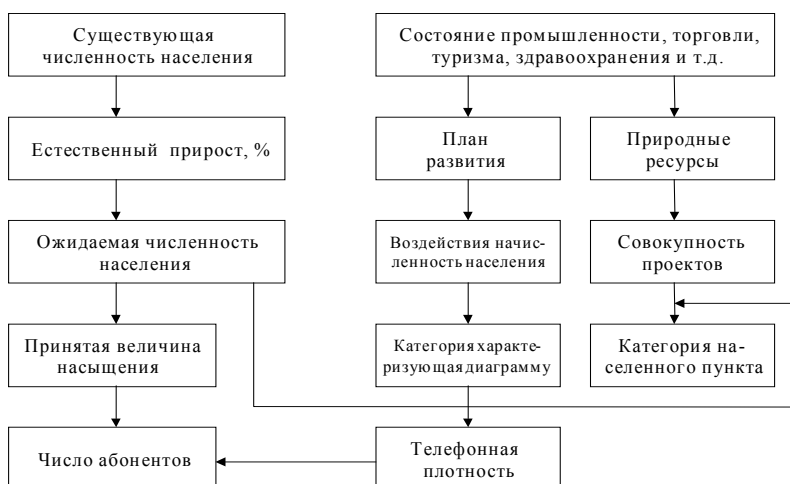 Существующая
численность населения
Состояние промышленности, торговли,
туризма, здравоохранения и т.д.
Естественный прирост, %
План
развития
Природные
ресурсы
Ожидаемая численность
населения
Воздействия начис-
ленность населения
Совокупность
проектов
Принятая величина
насыщения
Категория характе-
ризующая диаграмму
Категория на-
селенного пункта
Число абонентов
Телефонная
плотность